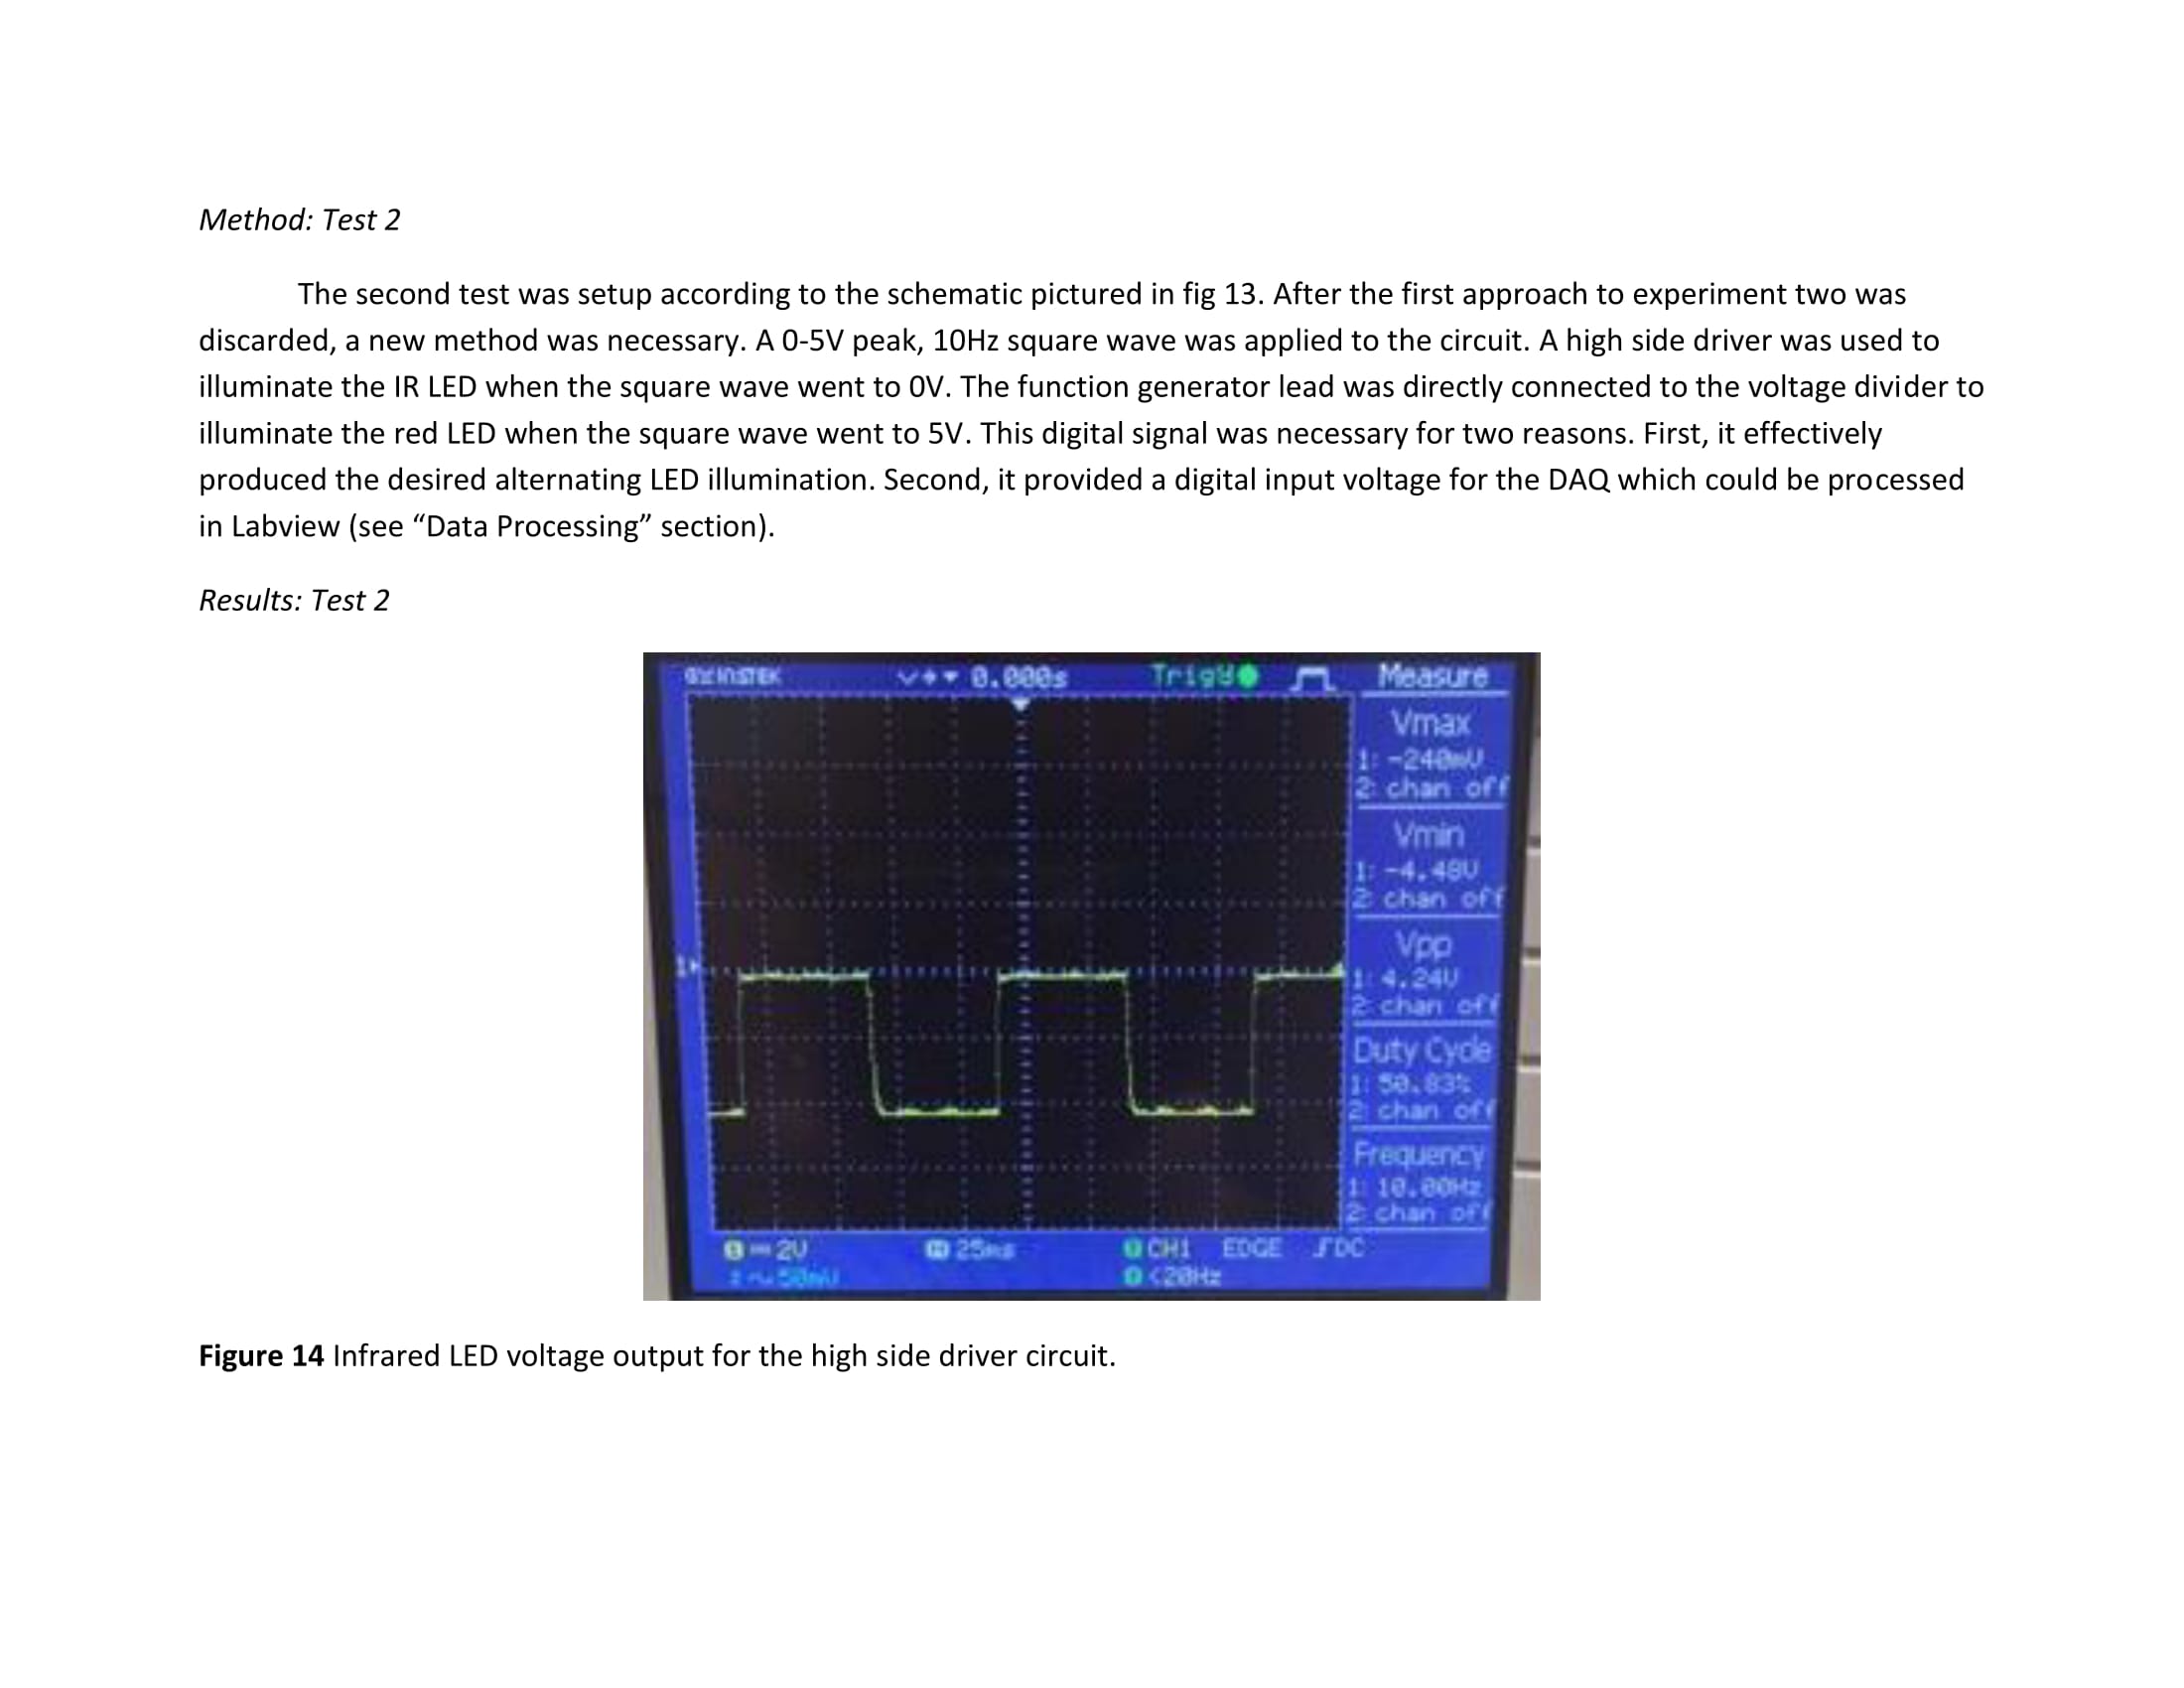 Method: Test 2
The second test was setup according to the schematic pictured in fig 13. After the first approach to experiment two was
discarded, a new method was necessary. A 0-5V peak, 10Hz square wave was applied to the circuit. A high side driver was used to
illuminate the IR LED when the square wave went to 0V. The function generator lead was directly connected to the voltage divider to
illuminate the red LED when the square wave went to 5V. This digital signal was necessary for two reasons. First, it effectively
produced the desired alternating LED illumination. Second, it provided a digital input voltage for the DAQ which could be processed
in Labview (see “Data Processing” section).
Results: Test 2
GW INSTEK 0.000s Trig'd Measure
Vmax
1: -240mV
2: chan off
Vmin
1: -4.48V
2: chan off
Vpp
1: 4.24V
2: chan off
Duty Cycle
1: 50.83%
2: chan off
Frequency
1: 10.00Hz
2: chan off
1
2V 25ms CH1 EDGE DC
2 50mV <20Hz
Figure 14 Infrared LED voltage output for the high side driver circuit.